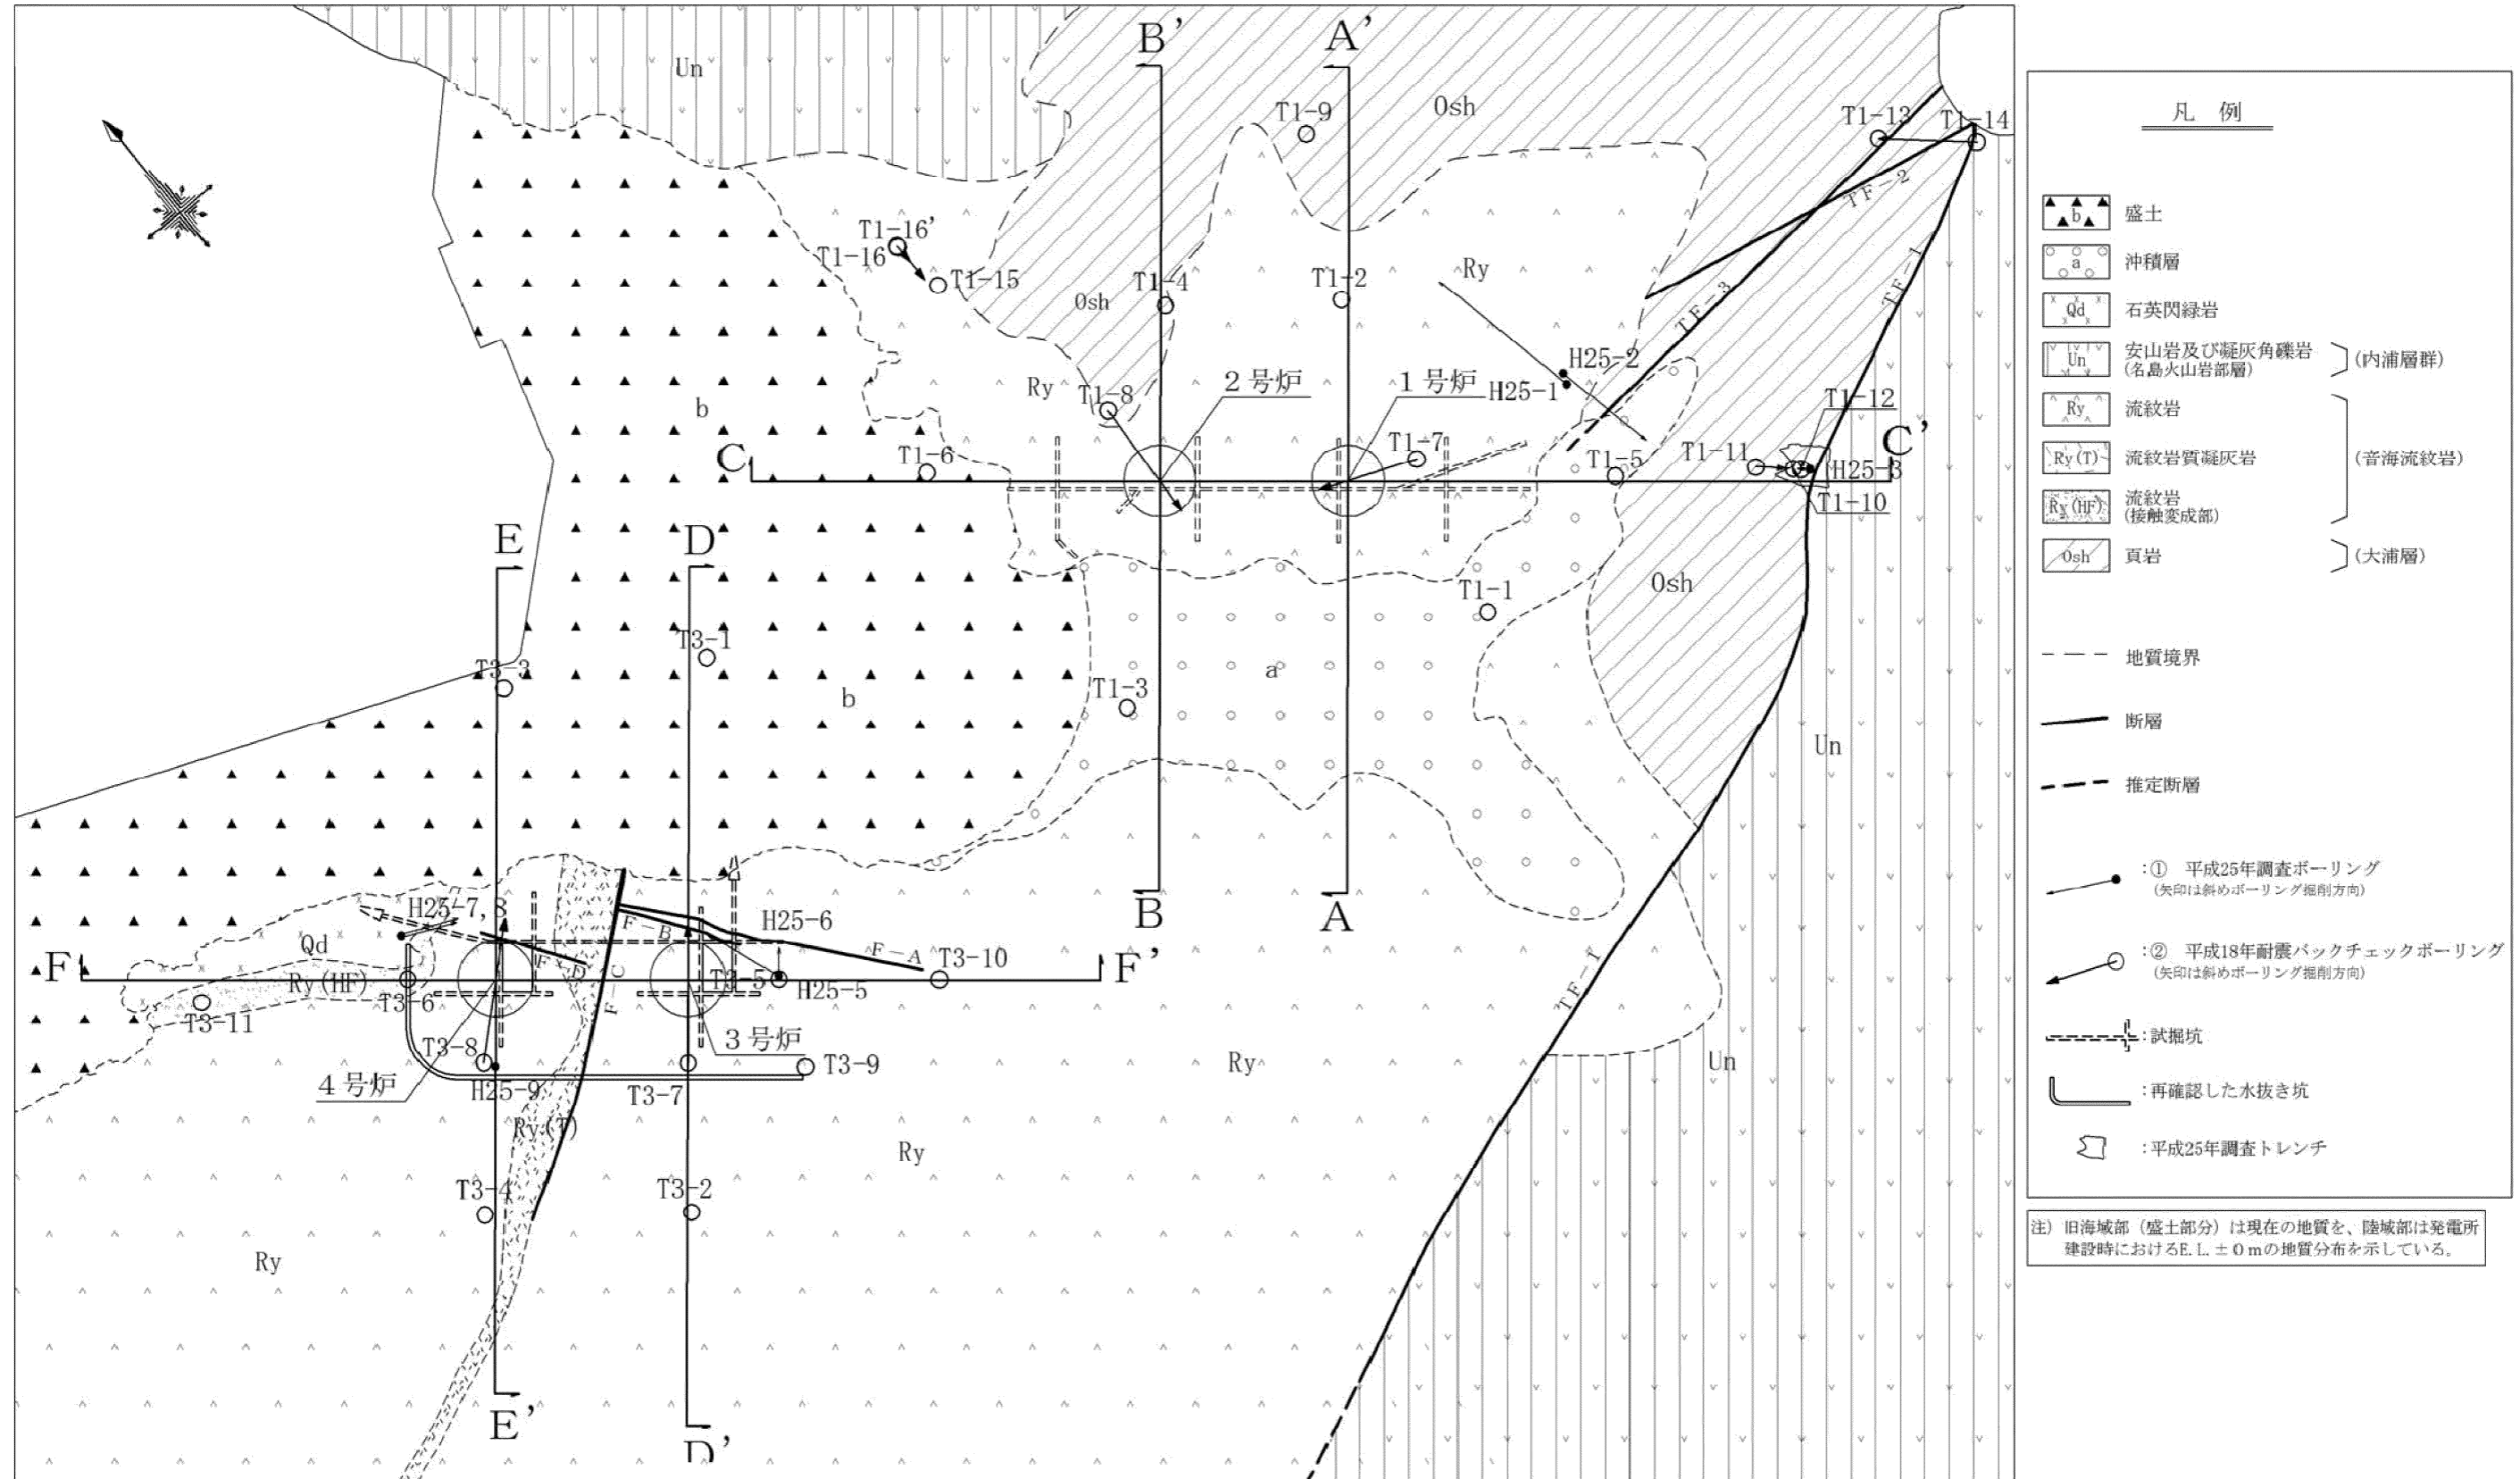 B'
A'
Un
T1-9
Osh
T1-13
T1-14
TF-2
T1-16'
T1-16
T1-15
Osh
T1-4
T1-2
Ry
TF-3
TF-1
H25-2
H25-1
Ry
T1-8
2号炉
1号炉
T1-12
b
C
T1-6
T1-7
T1-5
T1-11
C'
H25-3
T1-10
E
D
Osh
T1-1
T3-1
T3-3
a
b
T1-3
Un
B
A
H25-7, 8
H25-6
F-B
F-A
Qd
F
F-D
F-C
T3-5
T3-10
F'
Ry(HF)
T3-6
H25-5
T3-11
TF-1
T3-8
3号炉
T3-9
Ry
Un
4号炉
H25-9
T3-7
Ry(T)
Ry
T3-4
T3-2
Ry
E'
D'
凡 例
b 盛土
a 沖積層
Qd 石英閃緑岩
Un 安山岩及び凝灰角礫岩
(名島火山岩部層)
(内浦層群)
Ry 流紋岩
Ry(T) 流紋岩質凝灰岩
(音海流紋岩)
Ry(HF) 流紋岩
(接触変成部)
Osh 頁岩 (大浦層)
地質境界
断層
推定断層
:① 平成25年調査ボーリング
(矢印は斜めボーリング掘削方向)
:② 平成18年耐震バックチェックボーリング
(矢印は斜めボーリング掘削方向)
:試掘坑
:再確認した水抜き坑
:平成25年調査トレンチ
注) 旧海域部（盛土部分）は現在の地質を、陸域部は発電所
建設時におけるE.L.±0mの地質分布を示している。